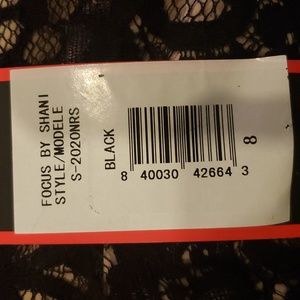 FOCUS BY SHANI
STYLE/MODELE
S-2020NRS
BLACK
8 40030 42664 3
8